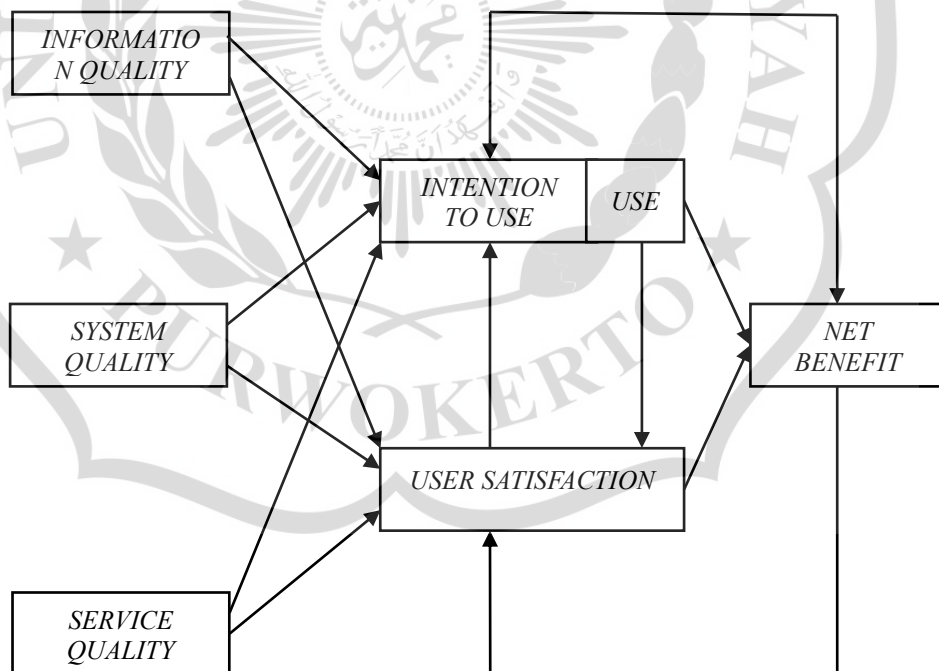 INFORMATIO
N QUALITY
INTENTION
TO USE
USE
SYSTEM
QUALITY
NET
BENEFIT
USER SATISFACTION
SERVICE
QUALITY
PURWOKERTO